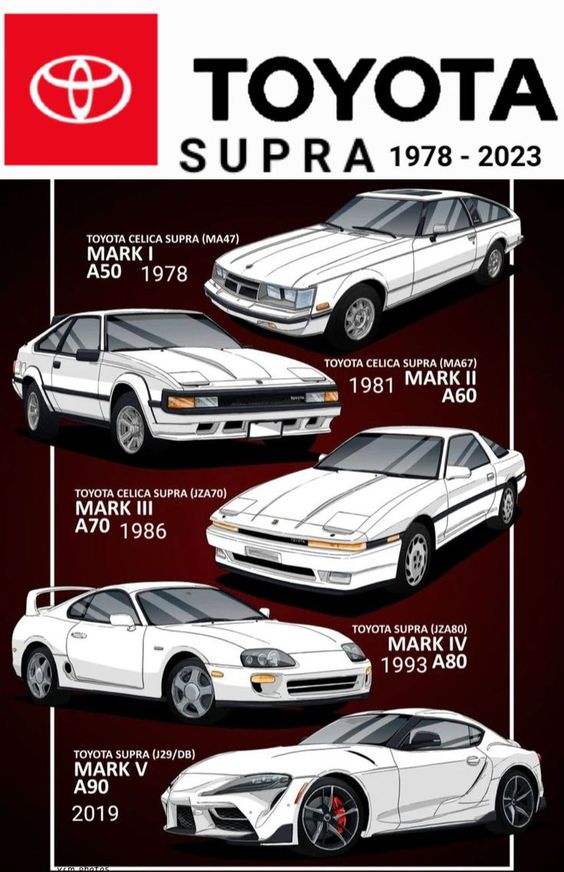 TOYOTA
SUPRA 1978 - 2023
TOYOTA CELICA SUPRA (MA47)
MARK I
A50 1978
TOYOTA CELICA SUPRA (MA67)
1981 MARK II
A60
TOYOTA CELICA SUPRA (JZA70)
MARK III
A70 1986
TOYOTA SUPRA (JZA80)
MARK IV
1993 A80
TOYOTA SUPRA (J29/DB)
MARK V
A90
2019